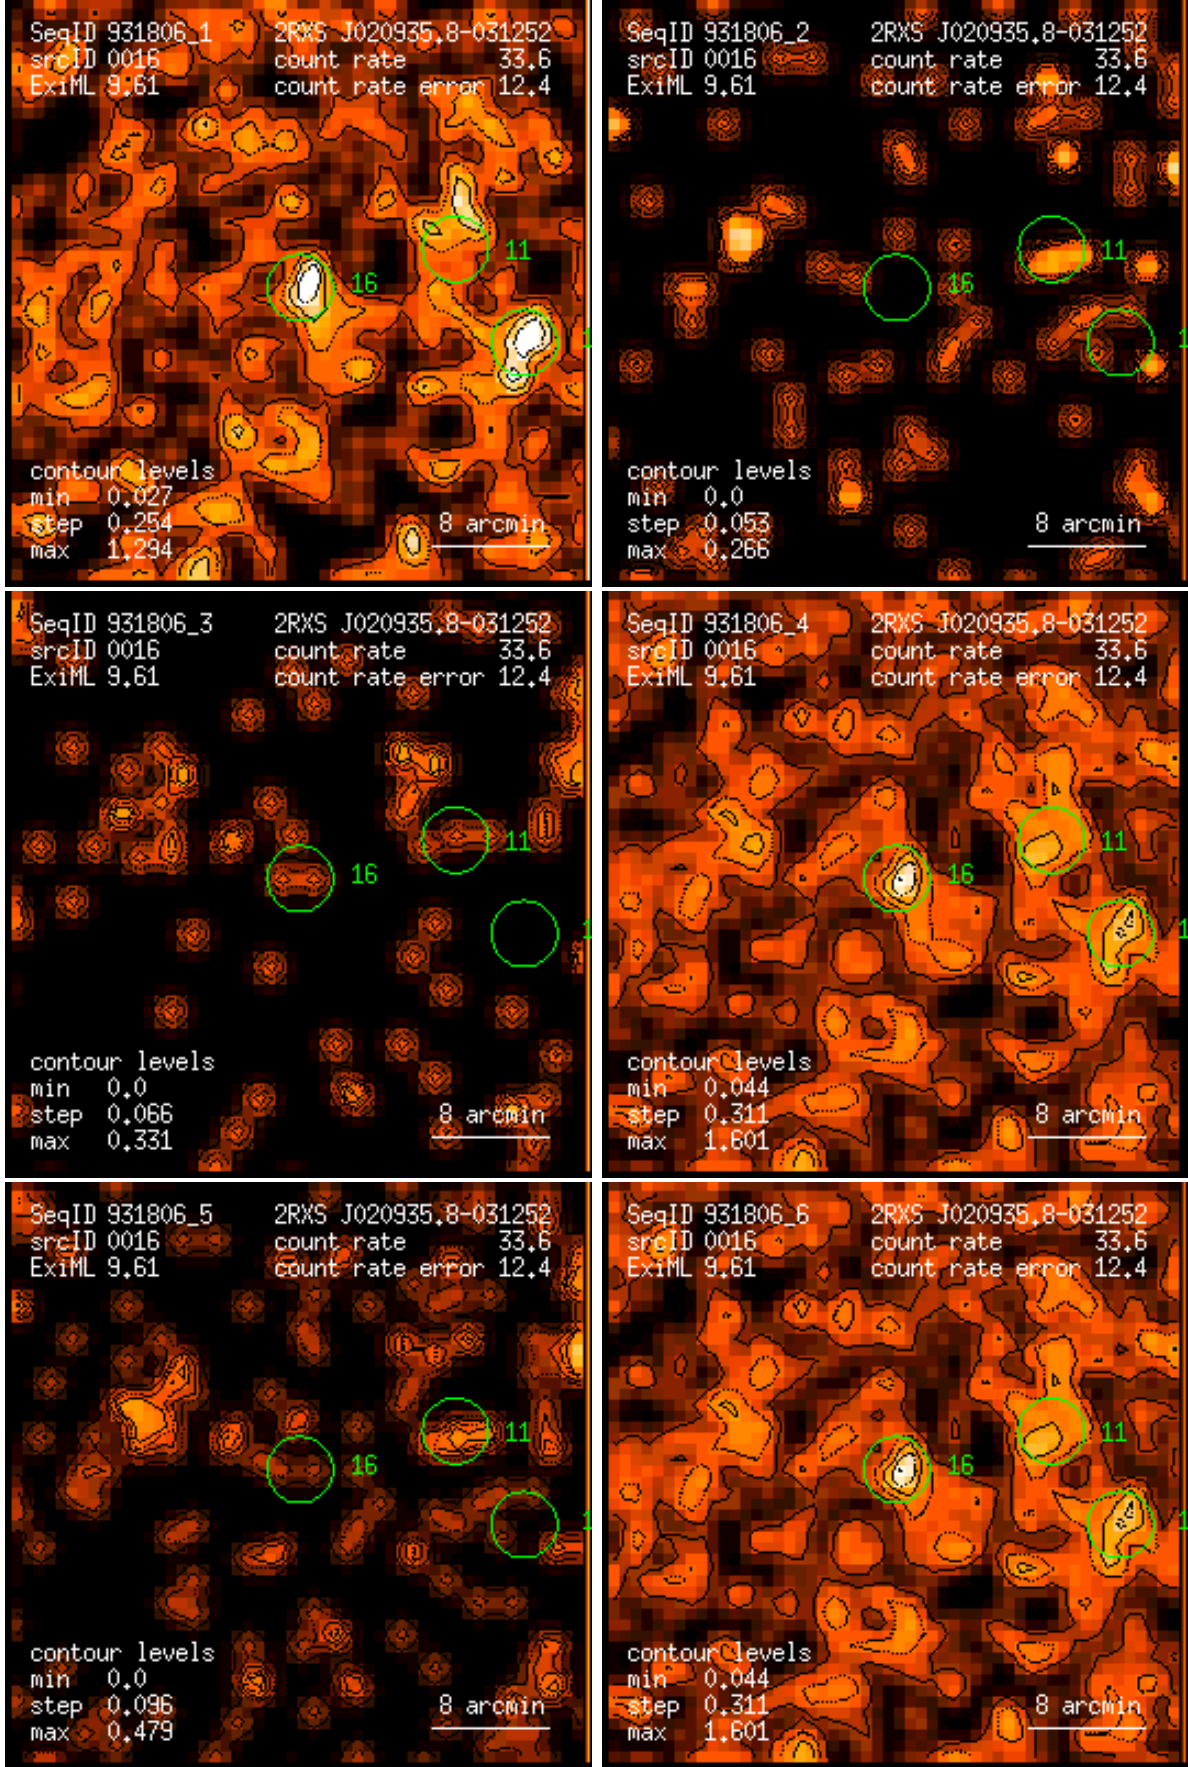 SeqID 931806_1 2RXS J020935.8-031252
srcID 0016 count rate 33.6
ExiML 9.61 count rate error 12.4
11
16
1
contour levels
min 0.027
step 0.254 8 arcmin
max 1.294
SeqID 931806_2 2RXS J020935.8-031252
srcID 0016 count rate 33.6
ExiML 9.61 count rate error 12.4
11
16
1
contour levels
min 0.0
step 0.053 8 arcmin
max 0.266
SeqID 931806_3 2RXS J020935.8-031252
srcID 0016 count rate 33.6
ExiML 9.61 count rate error 12.4
11
16
1
contour levels
min 0.0
step 0.066 8 arcmin
max 0.331
SeqID 931806_4 2RXS J020935.8-031252
srcID 0016 count rate 33.6
ExiML 9.61 count rate error 12.4
11
16
1
contour levels
min 0.044
step 0.311 8 arcmin
max 1.601
SeqID 931806_5 2RXS J020935.8-031252
srcID 0016 count rate 33.6
ExiML 9.61 count rate error 12.4
11
16
1
contour levels
min 0.0
step 0.096 8 arcmin
max 0.479
SeqID 931806_6 2RXS J020935.8-031252
srcID 0016 count rate 33.6
ExiML 9.61 count rate error 12.4
11
16
1
contour levels
min 0.044
step 0.311 8 arcmin
max 1.601